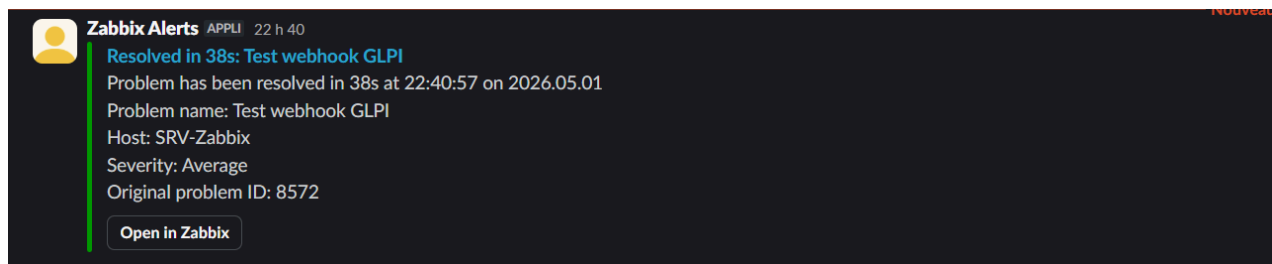 Nouveau
Zabbix Alerts APPLI 22 h 40
Resolved in 38s: Test webhook GLPI
Problem has been resolved in 38s at 22:40:57 on 2026.05.01
Problem name: Test webhook GLPI
Host: SRV-Zabbix
Severity: Average
Original problem ID: 8572
Open in Zabbix